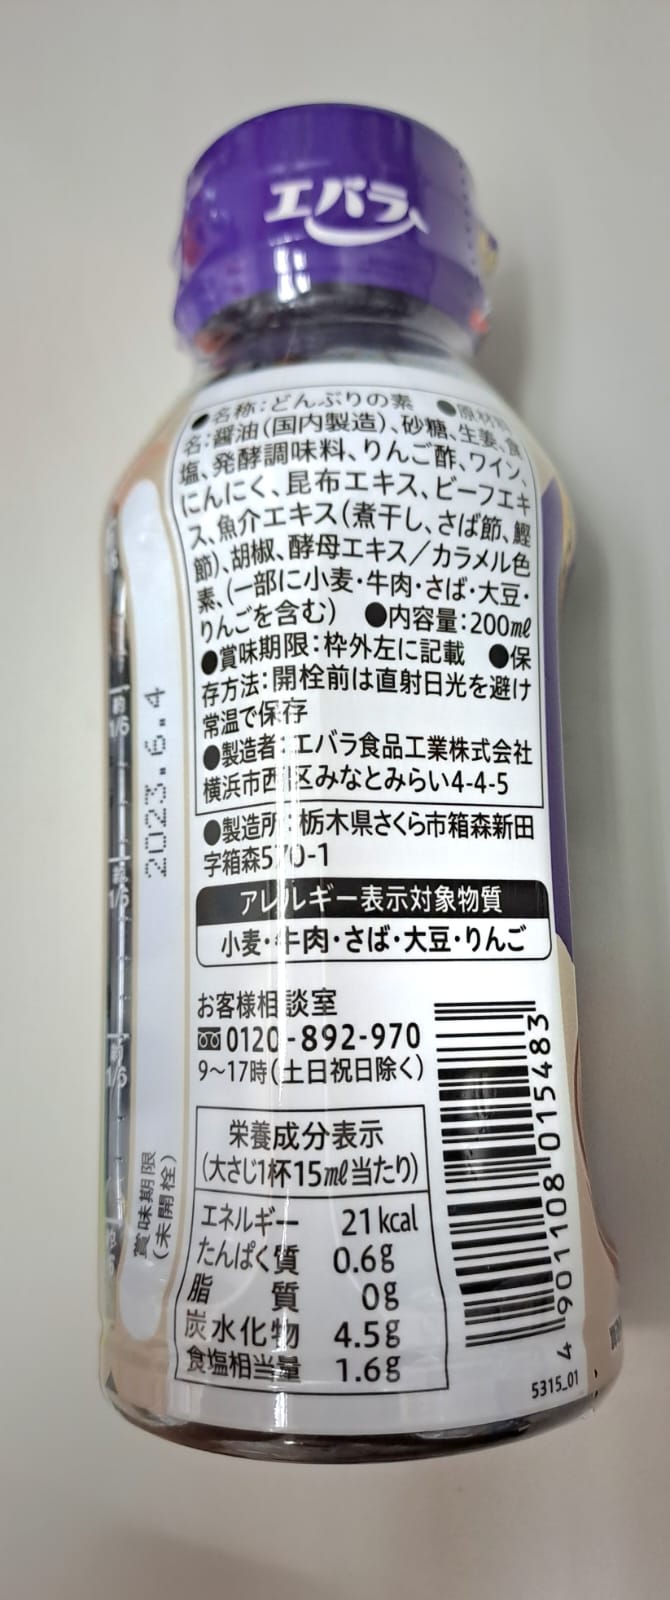 エバラ
●名称:どんぶりの素 ●原材料
名:醤油(国内製造)、砂糖、生姜、食
塩、発酵調味料、りんご酢、ワイン、
にんにく、昆布エキス、ビーフエキ
ス、魚介エキス(煮干し、さば節、鰹
節)、胡椒、酵母エキス/カラメル色
素、(一部に小麦・牛肉・さば・大豆・
りんごを含む) ●内容量:200㎖
●賞味期限:枠外左に記載 ●保
存方法:開栓前は直射日光を避け
常温で保存
●製造者:エバラ食品工業株式会社
横浜市西区みなとみらい4-4-5
●製造所:栃木県さくら市箱森新田
字箱森570-1
アレルギー表示対象物質
小麦・牛肉・さば・大豆・りんご
お客様相談室
0120-892-970
9～17時(土日祝日除く)
栄養成分表示
(大さじ1杯15㎖当たり)
エネルギー 21kcal
たんぱく質 0.6g
脂質 0g
炭水化物 4.5g
食塩相当量 1.6g
4 901108 015483
5315_01
2023.6.4
賞味期限
(未開栓)
約
1/6
約
1/6
約
1/6